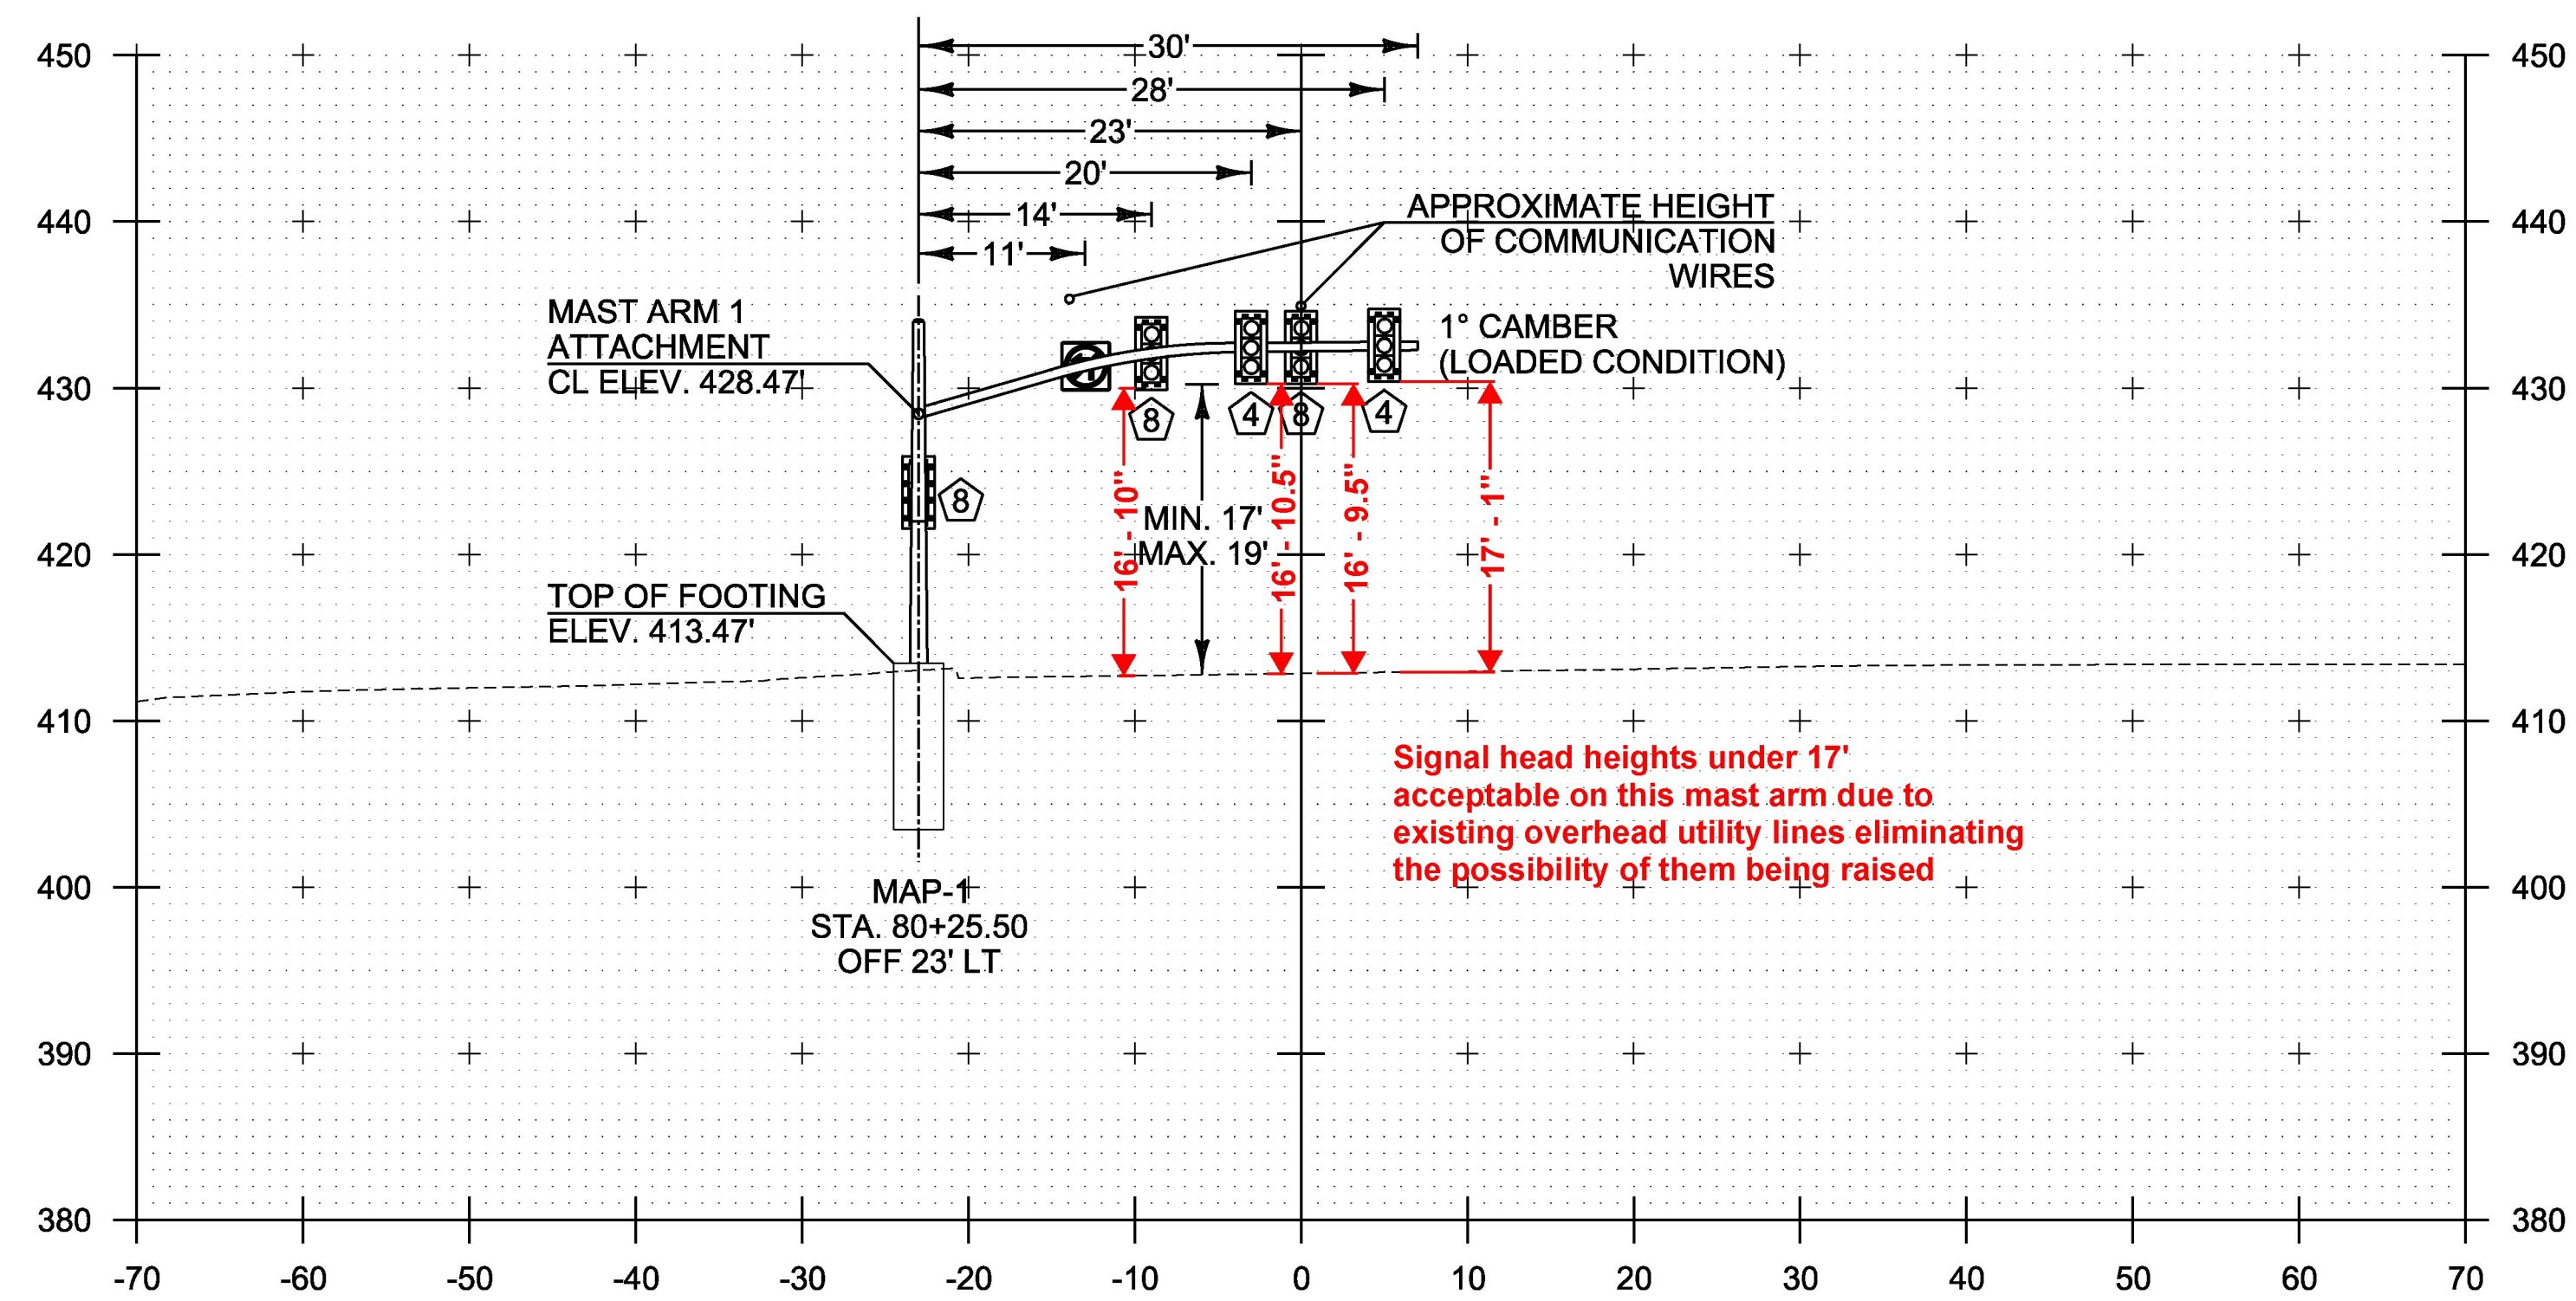 30'
450
450
28'
23'
20'
14'
11'
440
440
APPROXIMATE HEIGHT
OF COMMUNICATION
WIRES
MAST ARM 1
ATTACHMENT
CL ELEV. 428.47'
1° CAMBER
(LOADED CONDITION)
430
430
8
4
8
4
8
16' - 10"
MIN. 17'
MAX. 19'
16' - 10.5"
16' - 9.5"
17' - 1"
420
420
TOP OF FOOTING
ELEV. 413.47'
410
410
Signal head heights under 17'
acceptable on this mast arm due to
existing overhead utility lines eliminating
the possibility of them being raised
400
400
MAP-1
STA. 80+25.50
OFF 23' LT
390
390
380
380
-70 -60 -50 -40 -30 -20 -10 0 10 20 30 40 50 60 70